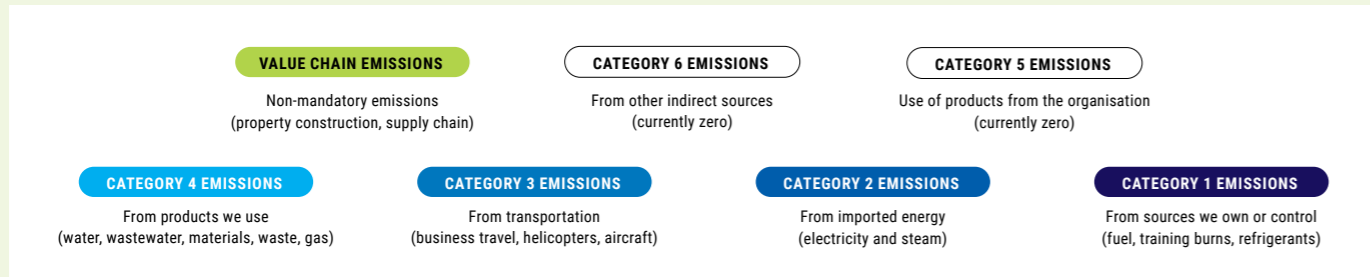 VALUE CHAIN EMISSIONS
Non-mandatory emissions
(property construction, supply chain)
CATEGORY 6 EMISSIONS
From other indirect sources
(currently zero)
CATEGORY 5 EMISSIONS
Use of products from the organisation
(currently zero)
CATEGORY 4 EMISSIONS
From products we use
(water, wastewater, materials, waste, gas)
CATEGORY 3 EMISSIONS
From transportation
(business travel, helicopters, aircraft)
CATEGORY 2 EMISSIONS
From imported energy
(electricity and steam)
CATEGORY 1 EMISSIONS
From sources we own or control
(fuel, training burns, refrigerants)